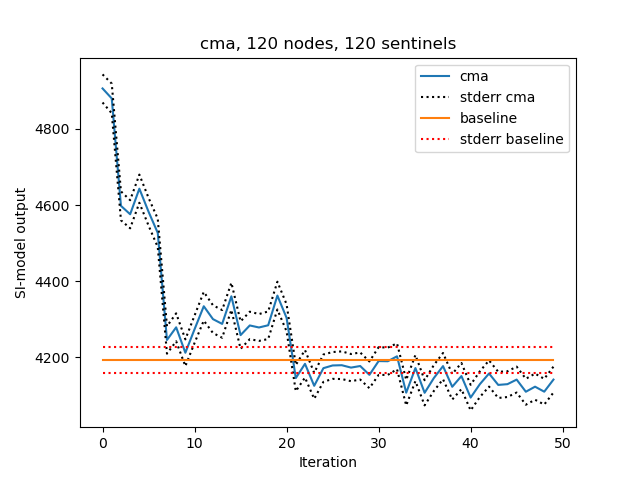 cma, 120 nodes, 120 sentinels
cma
stderr cma
baseline
stderr baseline
SI-model output
4800
4600
4400
4200
0
10
20
30
40
50
Iteration